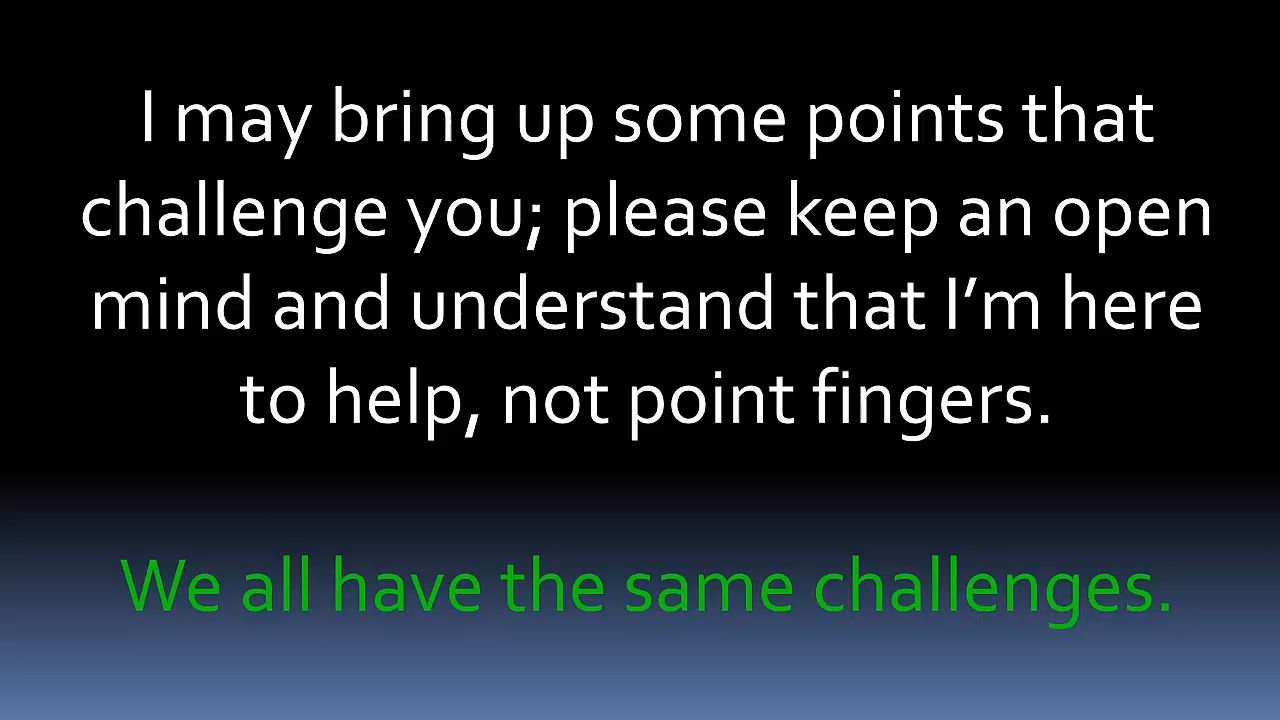 I may bring up some points that
challenge you; please keep an open
mind and understand that I’m here
to help, not point fingers.
We all have the same challenges.